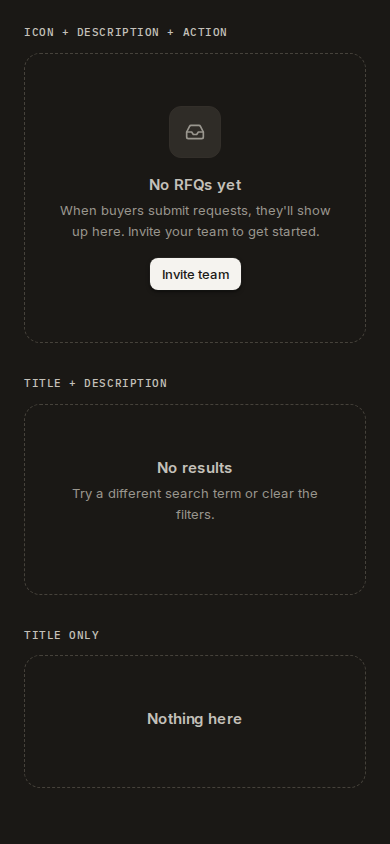 ICON + DESCRIPTION + ACTION
No RFQs yet
When buyers submit requests, they'll show
up here. Invite your team to get started.
Invite team
TITLE + DESCRIPTION
No results
Try a different search term or clear the
filters.
TITLE ONLY
Nothing here